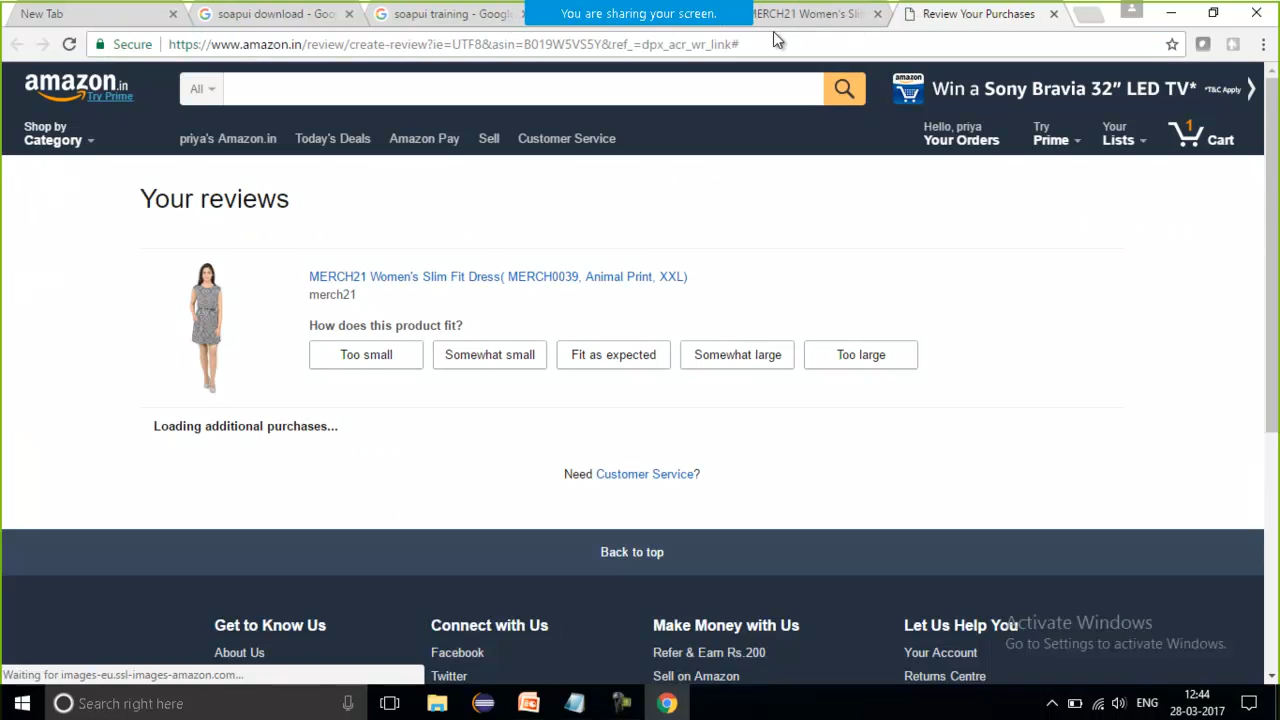 New Tab
soapui download - Goo
soapui training - Google
You are sharing your screen.
MERCH21 Women's Sli
Review Your Purchases
Secure
https://www.amazon.in/review/create-review?ie=UTF8&asin=B019W5VS5Y&ref_=dpx_acr_wr_link#
amazon.in
Try Prime
All
amazon
Win a Sony Bravia 32” LED TV* *T&C Apply
Shop by
Category
priya's Amazon.in
Today's Deals
Amazon Pay
Sell
Customer Service
Hello, priya
Your Orders
Try
Prime
Your
Lists
1
Cart
Your reviews
MERCH21 Women's Slim Fit Dress( MERCH0039, Animal Print, XXL)
merch21
How does this product fit?
Too small
Somewhat small
Fit as expected
Somewhat large
Too large
Loading additional purchases...
Need Customer Service?
Back to top
Get to Know Us
Connect with Us
Make Money with Us
Let Us Help You
About Us
Facebook
Refer & Earn Rs.200
Your Account
Twitter
Sell on Amazon
Returns Centre
Activate Windows
Go to Settings to activate Windows.
Waiting for images-eu.ssl-images-amazon.com...
Search right here
ENG
12:44
28-03-2017